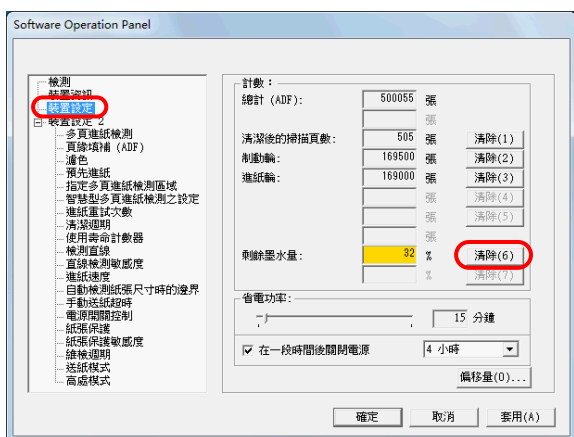 Software Operation Panel
檢測
裝置資訊
裝置設定
裝置設定 2
多頁進紙檢測
頁緣填補 (ADF)
濾色
預先進紙
指定多頁進紙檢測區域
智慧型多頁進紙檢測之設定
進紙重試次數
清潔週期
使用壽命計數器
檢測直線
直線檢測敏感度
進紙速度
自動檢測紙張尺寸時的邊界
手動送紙超時
電源開關控制
紙張保護
紙張保護敏感度
維檢週期
送紙模式
高處模式
計數：
總計 (ADF): 500055 張
張
清潔後的掃描頁數: 505 張 清除(1)
制動輪: 169500 張 清除(2)
進紙輪: 169000 張 清除(3)
張 清除(4)
張 清除(5)
張
剩餘墨水量: 32 % 清除(6)
% 清除(7)
省電功率:
15 分鐘
在一段時間後關閉電源 4 小時
偏移量(O)...
確定 取消 套用(A)